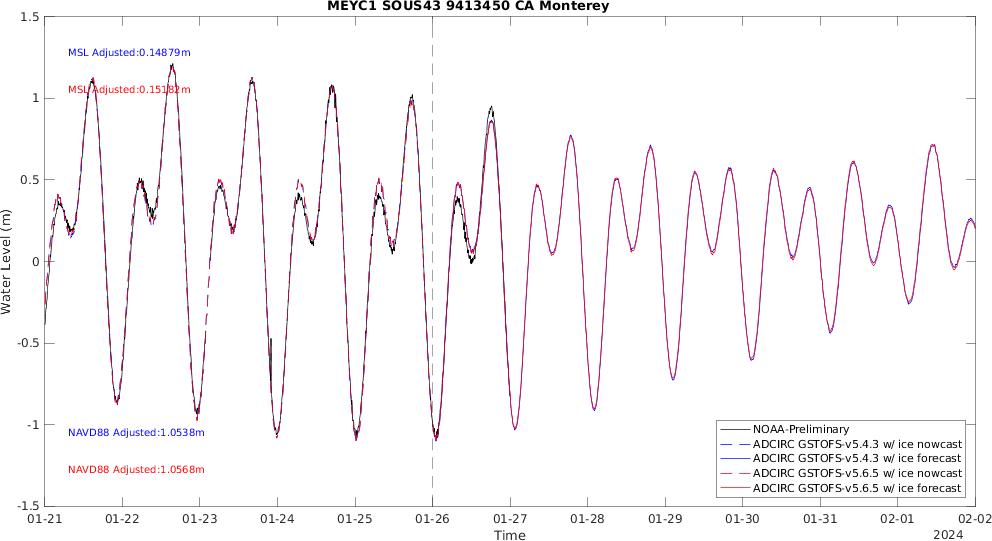 MEYC1 SOUS43 9413450 CA Monterey
1.5
1
0.5
0
-0.5
-1
-1.5
Water Level (m)
MSL Adjusted:0.14879m
MSL Adjusted:0.15182m
NAVD88 Adjusted:1.0538m
NAVD88 Adjusted:1.0568m
NOAA-Preliminary
ADCIRC GSTOFS-v5.4.3 w/ ice nowcast
ADCIRC GSTOFS-v5.4.3 w/ ice forecast
ADCIRC GSTOFS-v5.6.5 w/ ice nowcast
ADCIRC GSTOFS-v5.6.5 w/ ice forecast
01-21 01-22 01-23 01-24 01-25 01-26 01-27 01-28 01-29 01-30 01-31 02-01 02-02
Time
2024